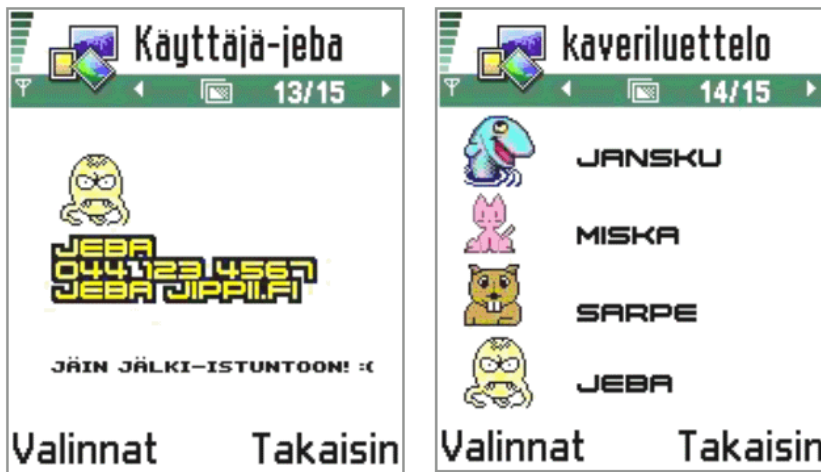 Käyttäjä-jeba
13/15
JEBA
044 123 4567
JEBA JIPPII.FI
JÄIN JÄLKI-ISTUNTOON! :(
Valinnat Takaisin
kaveriluettelo
14/15
JANSKU
MISKA
SARPE
JEBA
Valinnat Takaisin